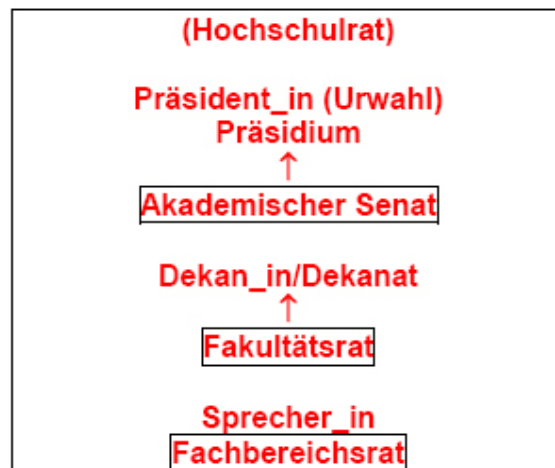 (Hochschulrat)
Präsident_in (Urwahl)
Präsidium
↑
Akademischer Senat
Dekan_in/Dekanat
↑
Fakultätsrat
Sprecher_in
Fachbereichsrat